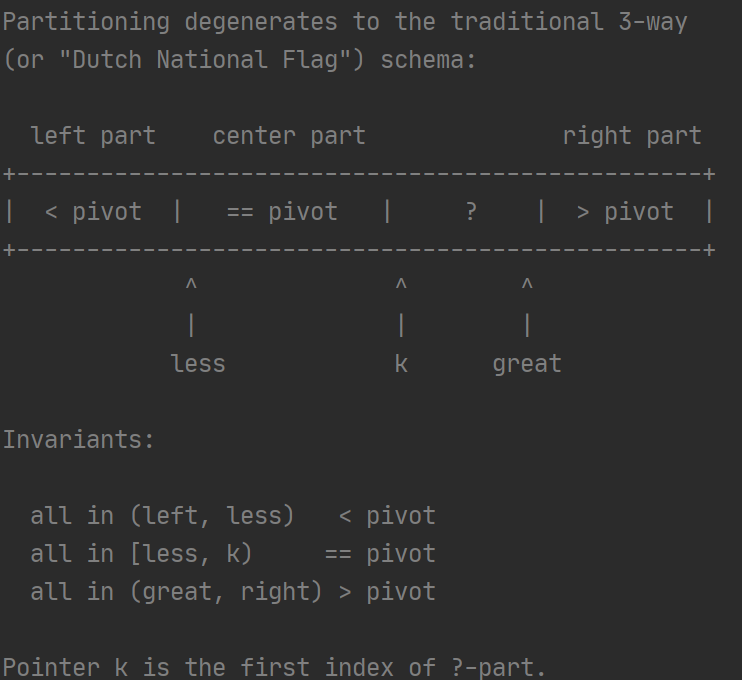 Partitioning degenerates to the traditional 3-way
(or "Dutch National Flag") schema:

  left part    center part              right part
+-------------------------------------------------+
|  < pivot  |   == pivot   |     ?    |  > pivot  |
+-------------------------------------------------+
             ^              ^        ^
             |              |        |
            less            k      great

Invariants:

  all in (left, less)   < pivot
  all in [less, k)     == pivot
  all in (great, right) > pivot

Pointer k is the first index of ?-part.